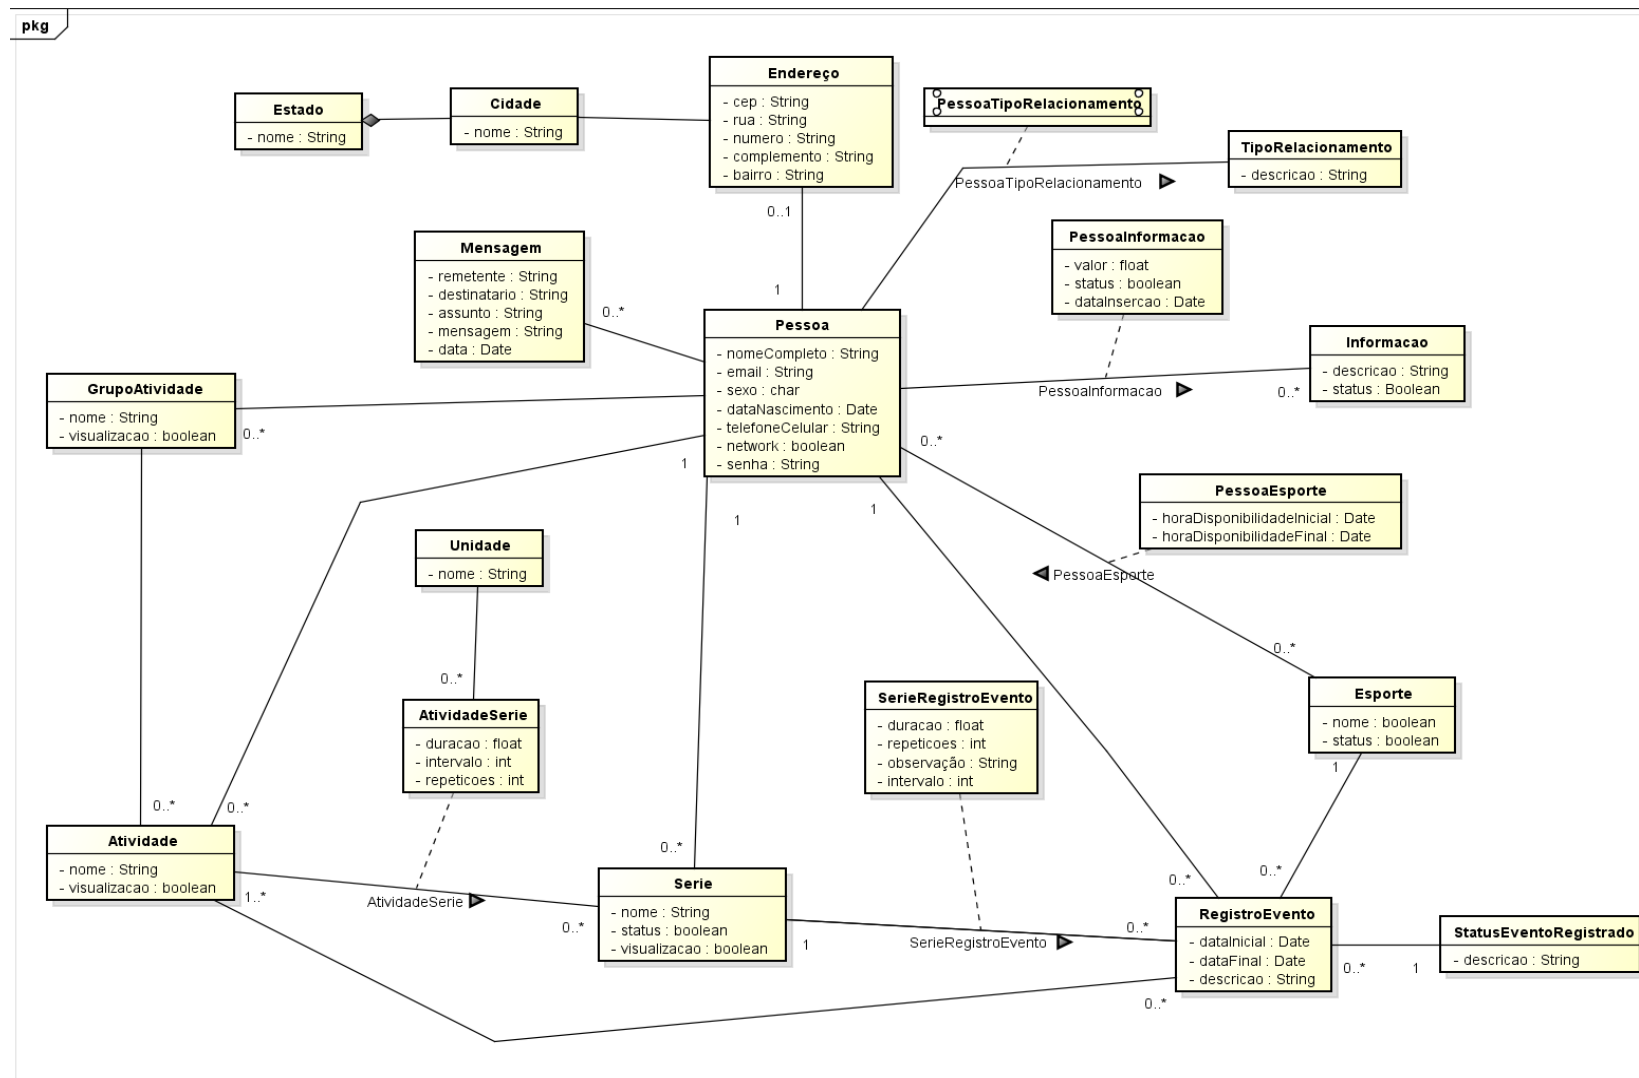 pkg
Estado
- nome : String
Cidade
- nome : String
Endereço
- cep : String
- rua : String
- numero : String
- complemento : String
- bairro : String
PessoaTipoRelacionamento
TipoRelacionamento
- descricao : String
PessoaTipoRelacionamento
0..1
1
Mensagem
- remetente : String
- destinatario : String
- assunto : String
- mensagem : String
- data : Date
0..*
PessoaInformacao
- valor : float
- status : boolean
- dataInsercao : Date
Pessoa
- nomeCompleto : String
- email : String
- sexo : char
- dataNascimento : Date
- telefoneCelular : String
- network : boolean
- senha : String
Informacao
- descricao : String
- status : Boolean
PessoaInformacao
0..*
GrupoAtividade
- nome : String
- visualizacao : boolean
0..*
0..*
1
1
1
PessoaEsporte
- horaDisponibilidadeInicial : Date
- horaDisponibilidadeFinal : Date
PessoaEsporte
Unidade
- nome : String
0..*
0..*
AtividadeSerie
- duracao : float
- intervalo : int
- repeticoes : int
SerieRegistroEvento
- duracao : float
- repeticoes : int
- observação : String
- intervalo : int
Esporte
- nome : boolean
- status : boolean
1
0..*
0..*
Atividade
- nome : String
- visualizacao : boolean
1..*
AtividadeSerie
0..*
0..*
Serie
- nome : String
- status : boolean
- visualizacao : boolean
1
SerieRegistroEvento
0..*
0..*
0..*
RegistroEvento
- dataInicial : Date
- dataFinal : Date
- descricao : String
0..*
0..*
1
StatusEventoRegistrado
- descricao : String